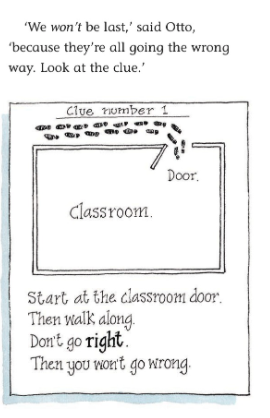 ‘We won’t be last,’ said Otto,
‘because they’re all going the wrong
way. Look at the clue.’
Clue number 1
Door.
Classroom.
Start at the classroom door.
Then walk along.
Don't go right.
Then you won't go wrong.